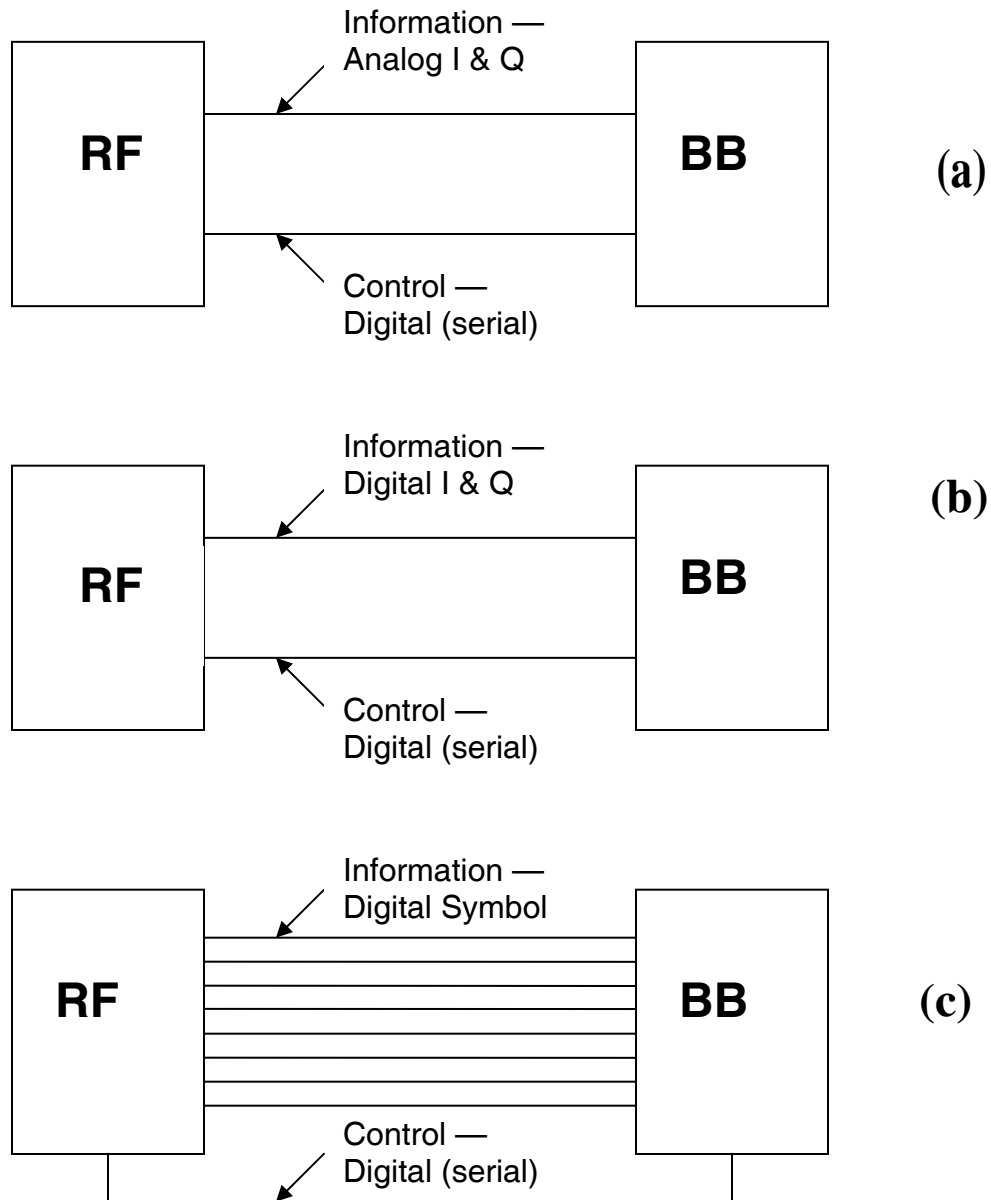 Information —
Analog I & Q
RF
BB
(a)
Control —
Digital (serial)
Information —
Digital I & Q
(b)
RF
BB
Control —
Digital (serial)
Information —
Digital Symbol
RF
BB
(c)
Control —
Digital (serial)